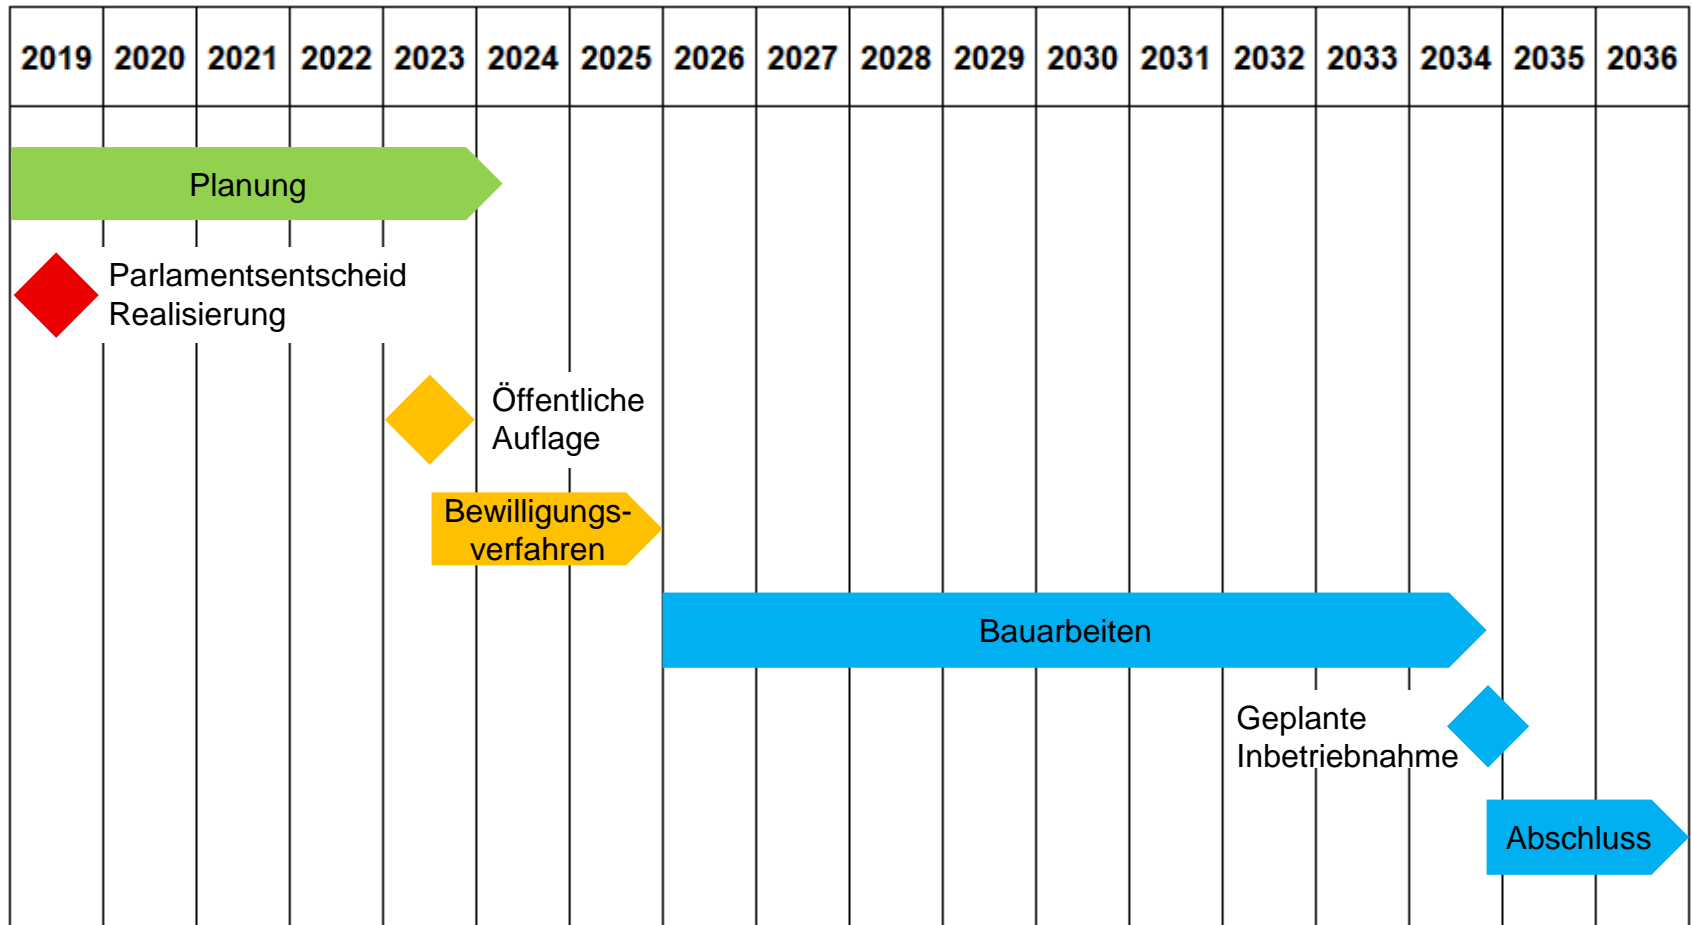 2019 2020 2021 2022 2023 2024 2025 2026 2027 2028 2029 2030 2031 2032 2033 2034 2035 2036
Planung
Parlamentsentscheid
Realisierung
Öffentliche
Auflage
Bewilligungs-
verfahren
Bauarbeiten
Geplante
Inbetriebnahme
Abschluss